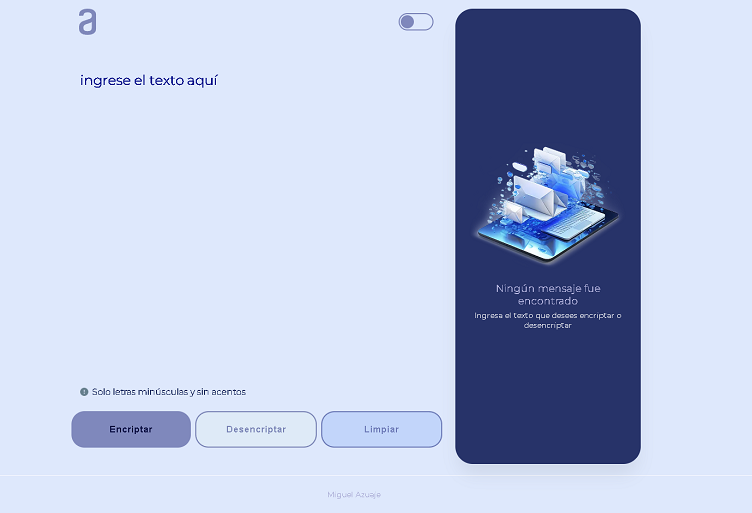 a
ingrese el texto aquí
Solo letras minúsculas y sin acentos
Encriptar
Desencriptar
Limpiar
Ningún mensaje fue
encontrado
Ingresa el texto que desees encriptar o
desencriptar
Miguel Azuaje